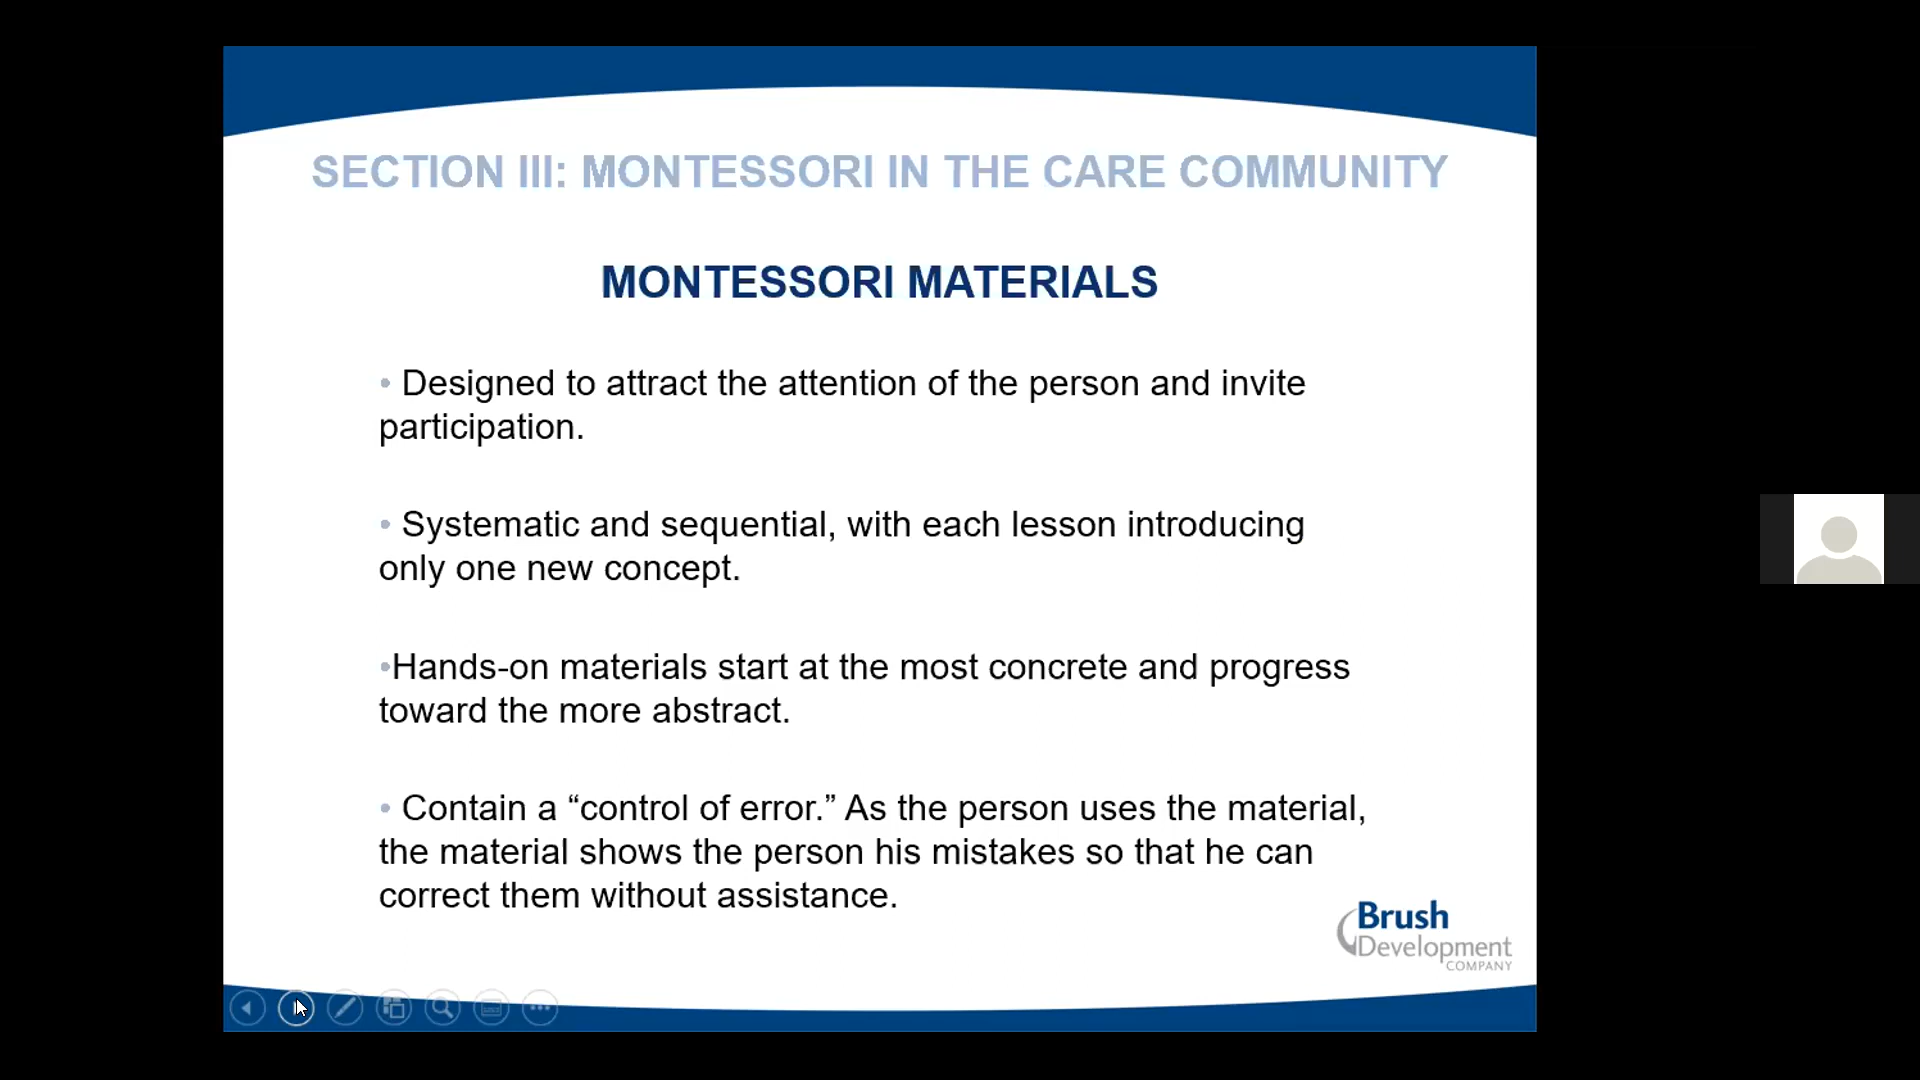 SECTION III: MONTESSORI IN THE CARE COMMUNITY
MONTESSORI MATERIALS
• Designed to attract the attention of the person and invite
participation.
• Systematic and sequential, with each lesson introducing
only one new concept.
•Hands-on materials start at the most concrete and progress
toward the more abstract.
• Contain a “control of error.” As the person uses the material,
the material shows the person his mistakes so that he can
correct them without assistance.
Brush
Development
COMPANY